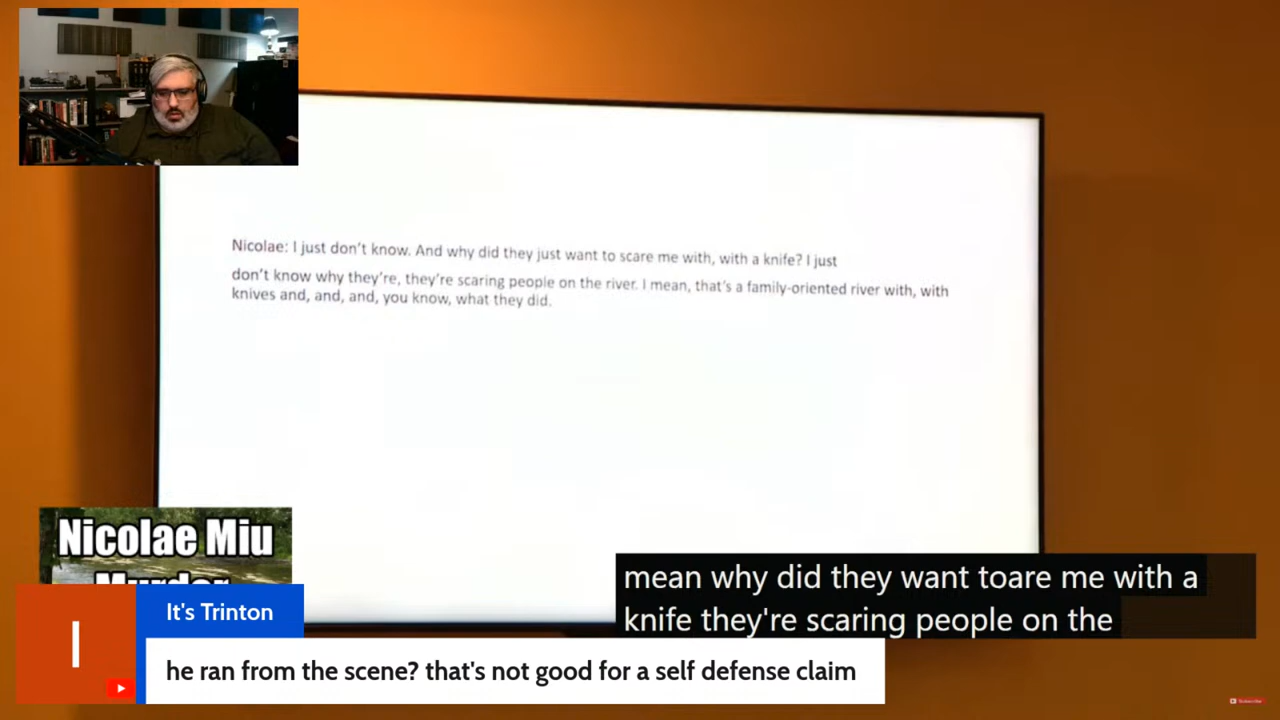 Nicolae: I just don't know. And why did they just want to scare me with, with a knife? I just
don't know why they're, they're scaring people on the river. I mean, that's a family-oriented river with, with
knives and, and, and, you know, what they did.
Nicolae Miu
Murder
mean why did they want toare me with a
knife they're scaring people on the
I
It's Trinton
he ran from the scene? that's not good for a self defense claim